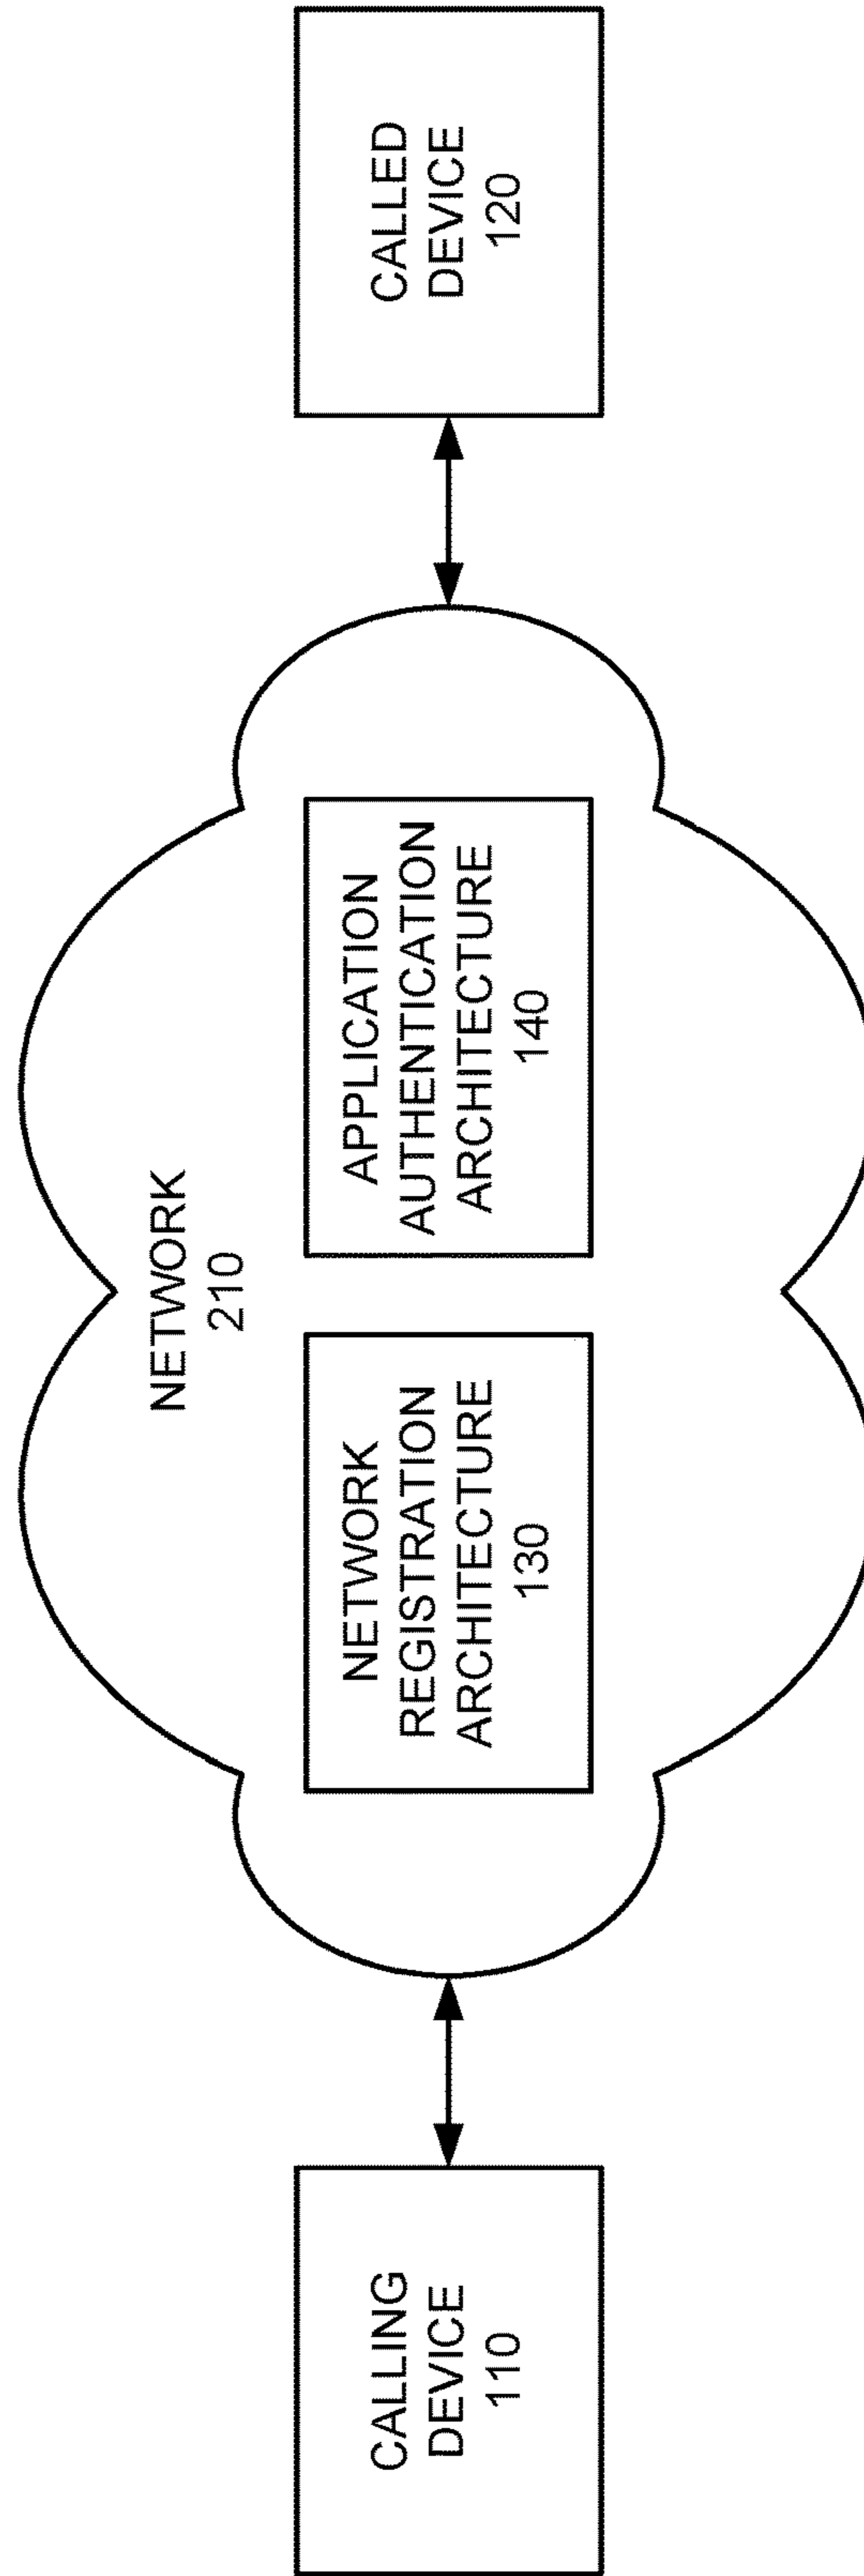 NETWORK
210
CALLING
DEVICE
110
NETWORK
REGISTRATION
ARCHITECTURE
130
APPLICATION
AUTHENTICATION
ARCHITECTURE
140
CALLED
DEVICE
120